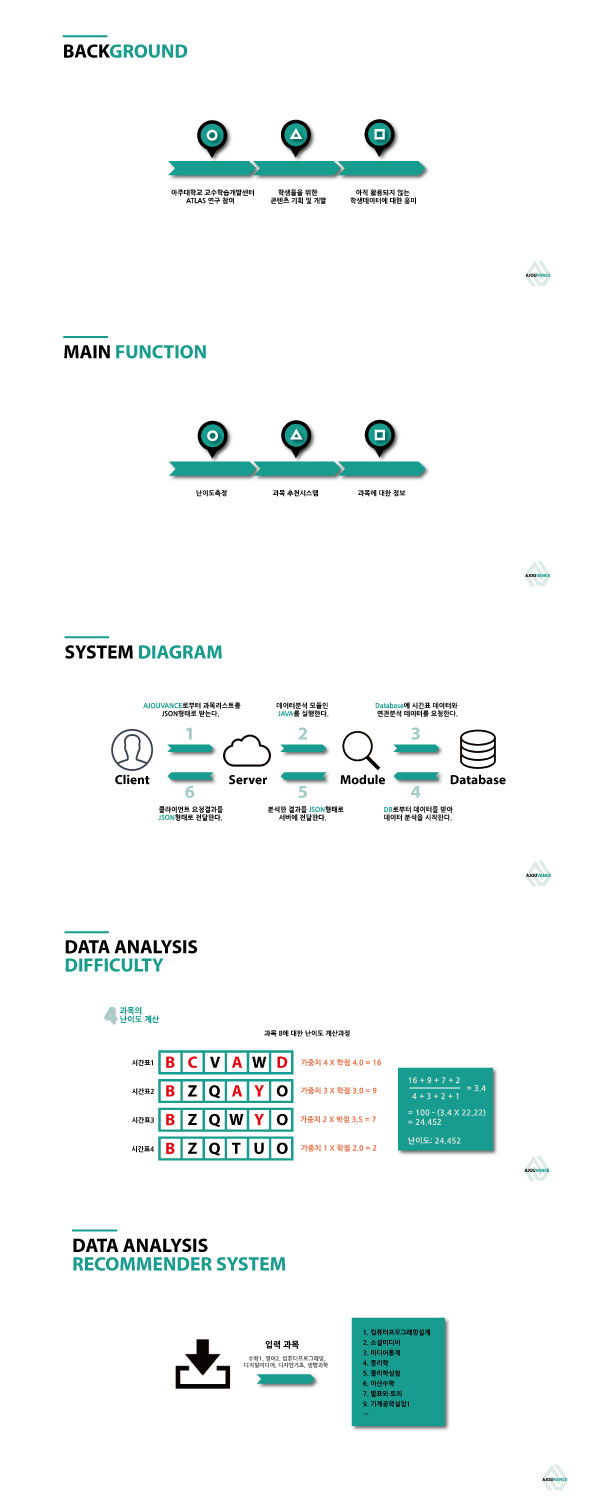 BACKGROUND
아주대학교 교수학습개발센터
ATLAS 연구 참여
학생들을 위한
콘텐츠 기획 및 개발
아직 활용되지 않는
학생데이터에 대한 흥미
AJOUVANCE
MAIN FUNCTION
난이도측정
과목 추천시스템
과목에 대한 정보
AJOUVANCE
SYSTEM DIAGRAM
AJOUVANCE로부터 과목리스트를
JSON형태로 받는다.
데이터분석 모듈인
JAVA를 실행한다.
Database에 시간표 데이터와
연관분석 데이터를 요청한다.
1
2
3
Client
Server
Module
Database
6
5
4
클라이언트 요청결과를
JSON형태로 전달한다.
분석한 결과를 JSON형태로
서버에 전달한다.
DB로부터 데이터를 받아
데이터 분석을 시작한다.
AJOUVANCE
DATA ANALYSIS
DIFFICULTY
4 과목의
난이도 계산
과목 B에 대한 난이도 계산과정
시간표1 B C V A W D 가중치 4 X 학점 4.0 = 16
시간표2 B Z Q A Y O 가중치 3 X 학점 3.0 = 9
시간표3 B Z Q W Y O 가중치 2 X 학점 3.5 = 7
시간표4 B Z Q T U O 가중치 1 X 학점 2.0 = 2
16 + 9 + 7 + 2
4 + 3 + 2 + 1
= 3.4
= 100 - (3.4 X 22.22)
= 24.452
난이도: 24.452
AJOUVANCE
DATA ANALYSIS
RECOMMENDER SYSTEM
입력 과목
수학1, 영어2, 컴퓨터프로그래밍,
디지털미디어, 디자인기초, 생명과학
1. 컴퓨터프로그래밍설계
2. 소셜미디어
3. 미디어통계
4. 물리학
5. 물리학실험
6. 이산수학
7. 발표와 토의
9. 기계공학실험1
...
AJOUVANCE